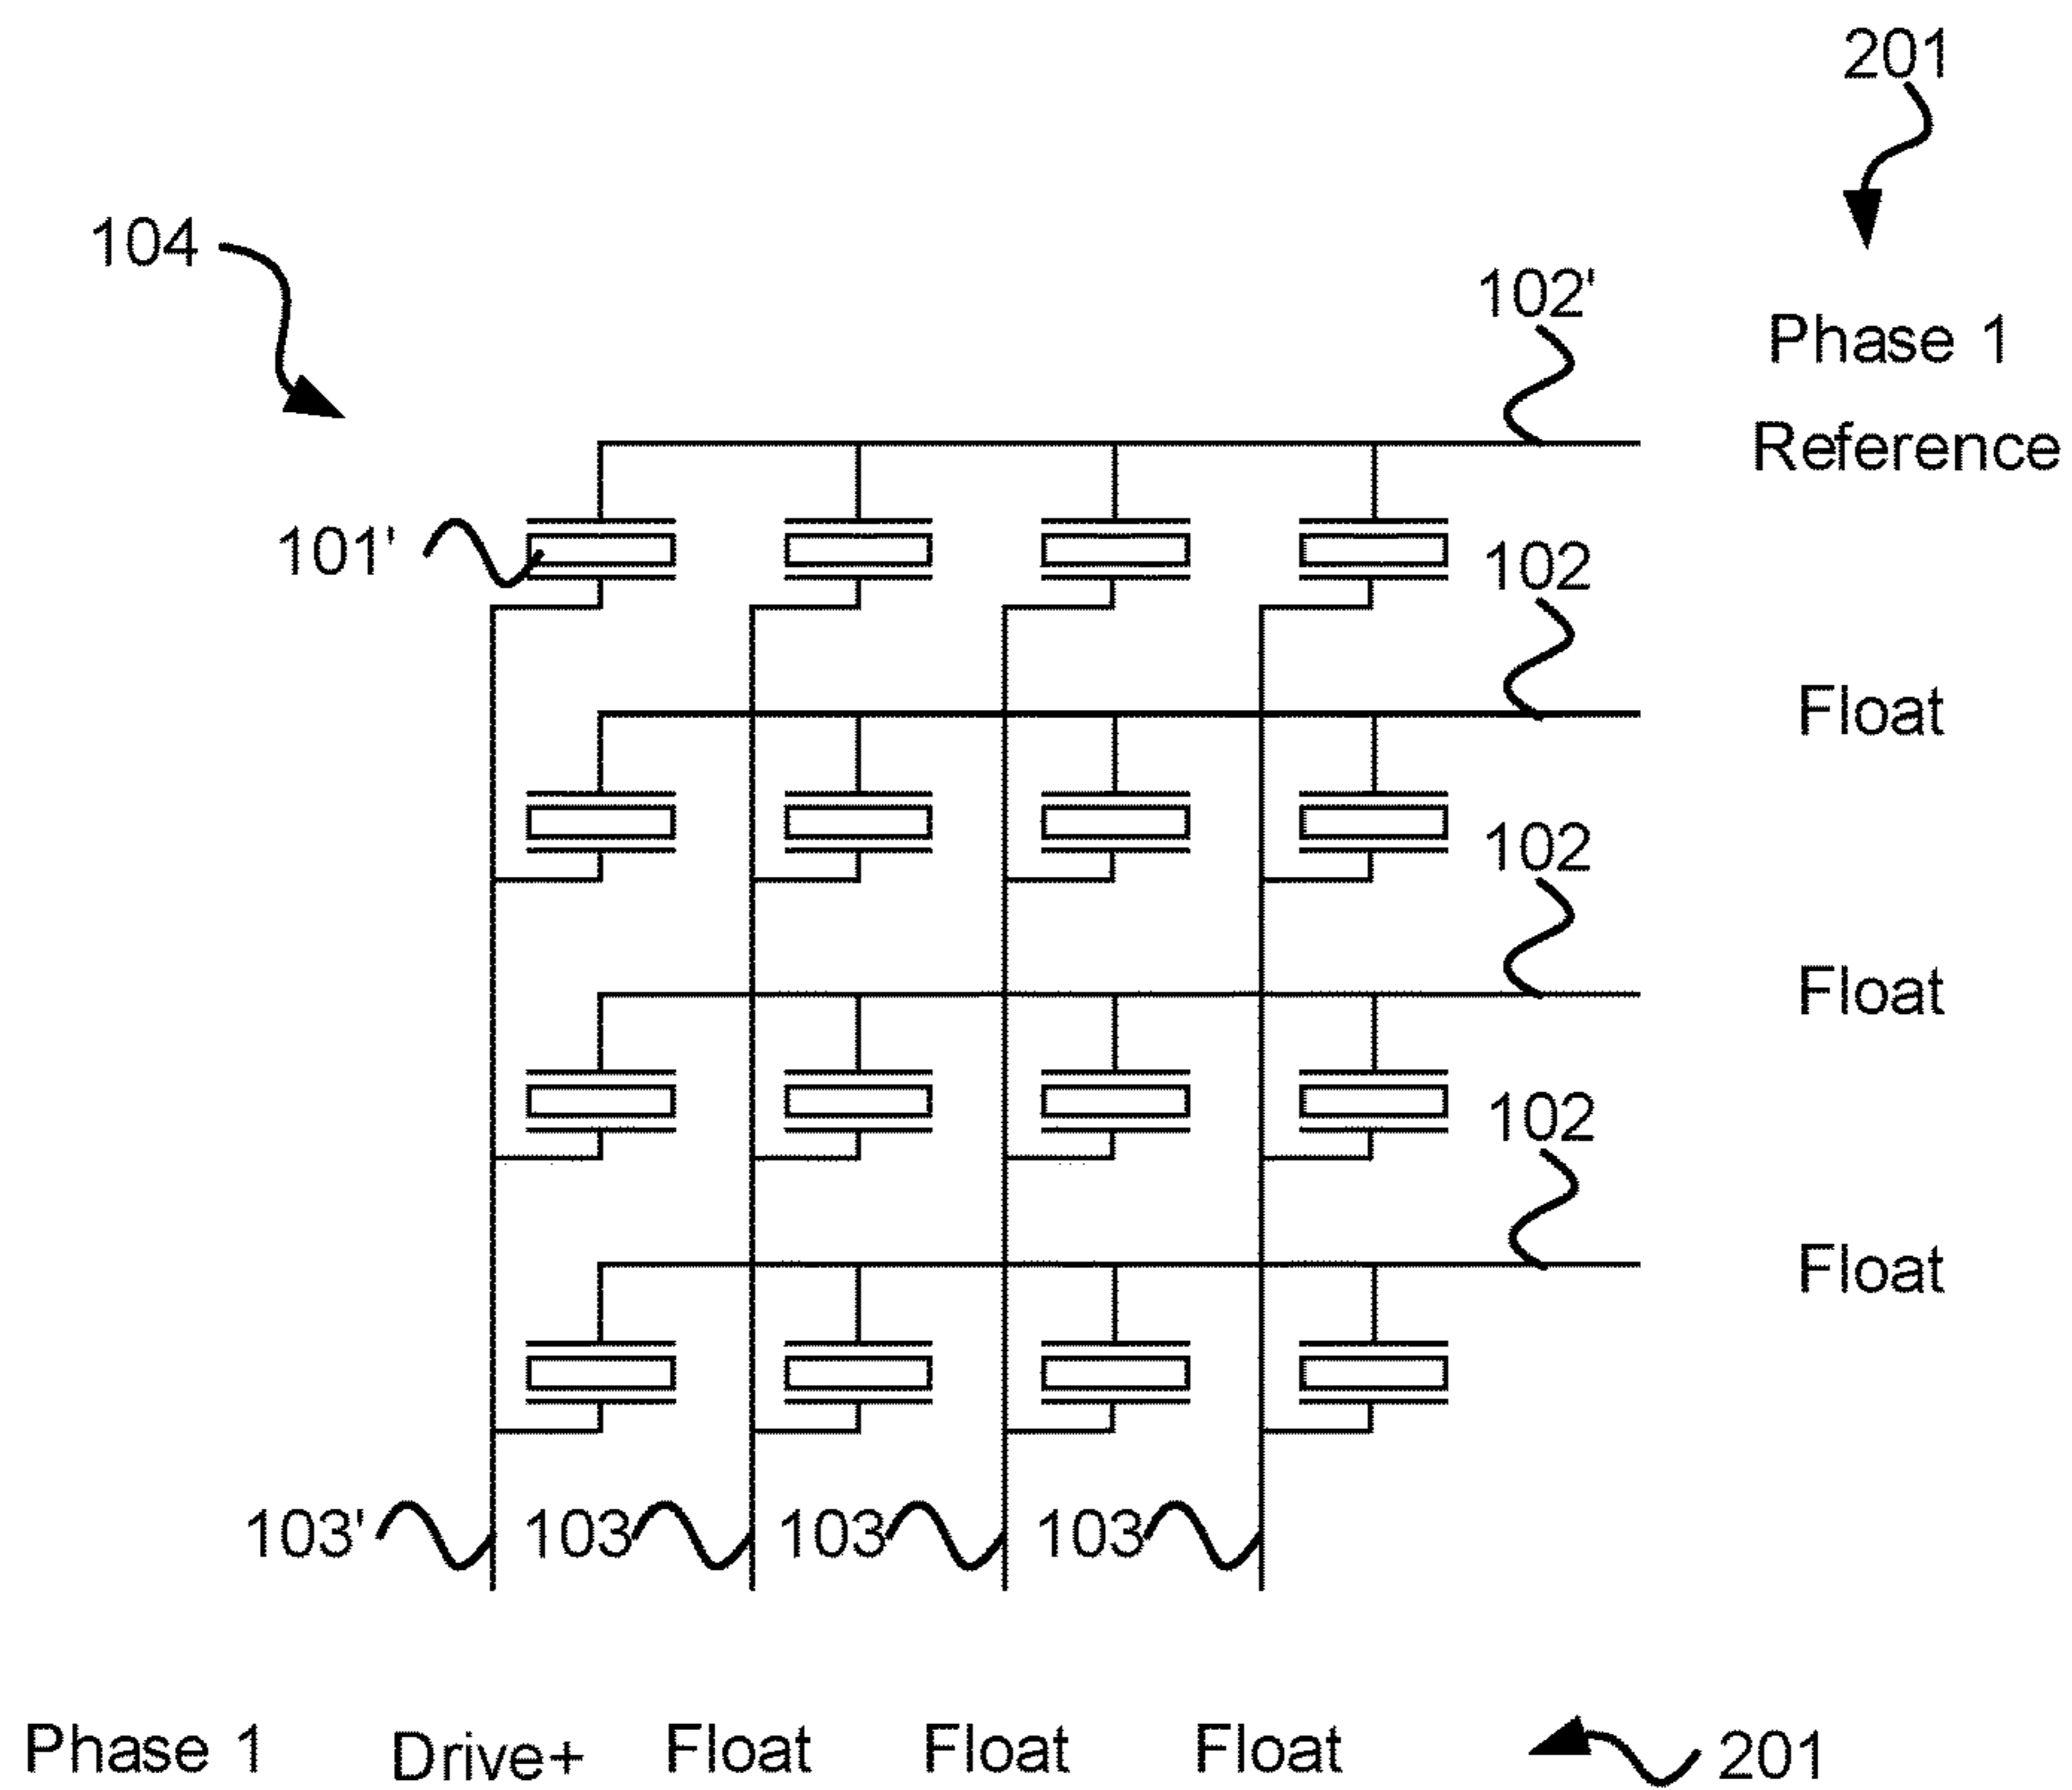 201
104
102'
Phase 1
Reference
101'
102
Float
102
Float
102
Float
103' 103 103 103
Phase 1 Drive+ Float Float Float 201